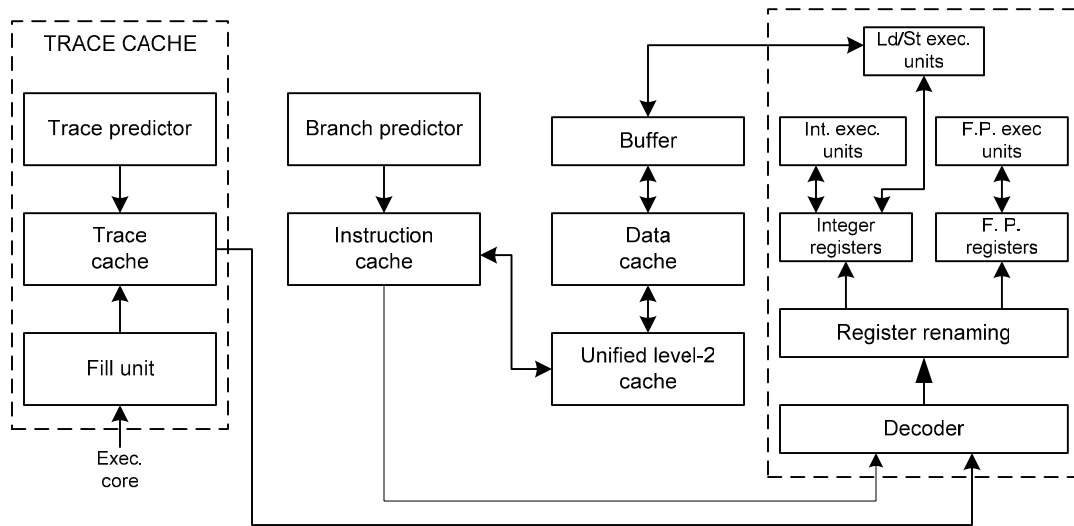 TRACE CACHE
Trace predictor
Trace
cache
Fill unit
Exec.
core
Branch predictor
Instruction
cache
Buffer
Data
cache
Unified level-2
cache
Ld/St exec.
units
Int. exec.
units
F.P. exec
units
Integer
registers
F. P.
registers
Register renaming
Decoder